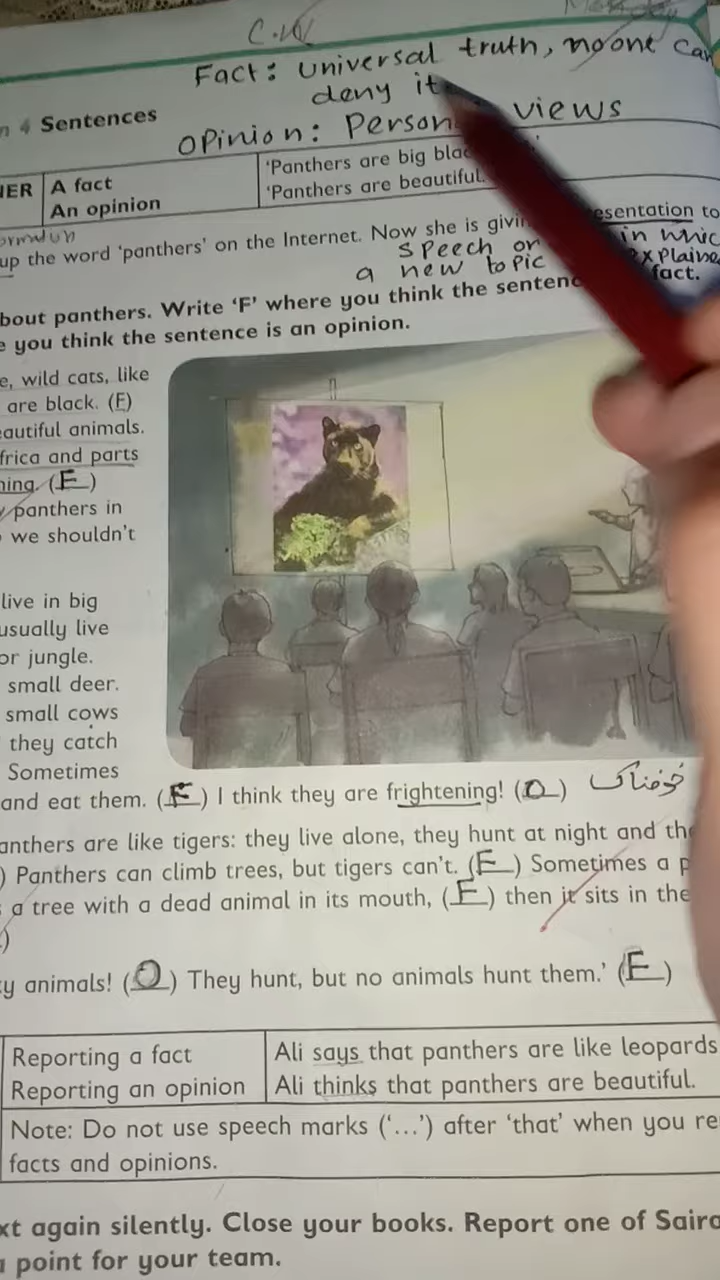 C.W
Fact: universal truth, no one can
deny it
n 4 Sentences
Opinion: Person views
NER A fact 'Panthers are big blac
An opinion 'Panthers are beautiful.
up the word 'panthers' on the Internet. Now she is givi esentation to
speech or in whic
a new topic explaine
fact.
bout panthers. Write 'F' where you think the sentenc
e you think the sentence is an opinion.
e, wild cats, like
are black. (F)
eautiful animals.
frica and parts
ning. (F)
y panthers in
we shouldn't
live in big
usually live
or jungle.
small deer.
small cows
they catch
Sometimes
and eat them. (F) I think they are frightening! (O) خوفناک
anthers are like tigers: they live alone, they hunt at night and the
) Panthers can climb trees, but tigers can't. (F) Sometimes a p
s a tree with a dead animal in its mouth, (F) then it sits in the
)
ky animals! (O) They hunt, but no animals hunt them.' (F)
Reporting a fact Ali says that panthers are like leopards
Reporting an opinion Ali thinks that panthers are beautiful.
Note: Do not use speech marks ('...') after 'that' when you re
facts and opinions.
xt again silently. Close your books. Report one of Saira
a point for your team.